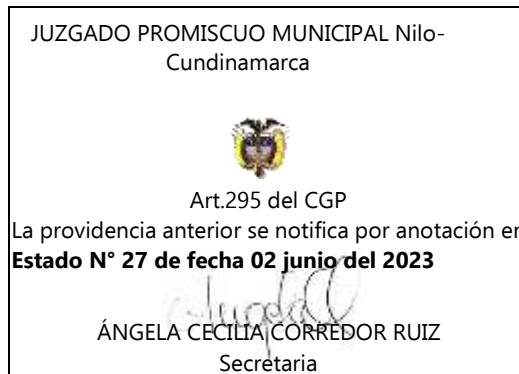 JUZGADO PROMISCUO MUNICIPAL Nilo-
Cundinamarca
Art.295 del CGP
La providencia anterior se notifica por anotación en
Estado N° 27 de fecha 02 junio del 2023
ÁNGELA CECILIA CORREDOR RUIZ
Secretaria